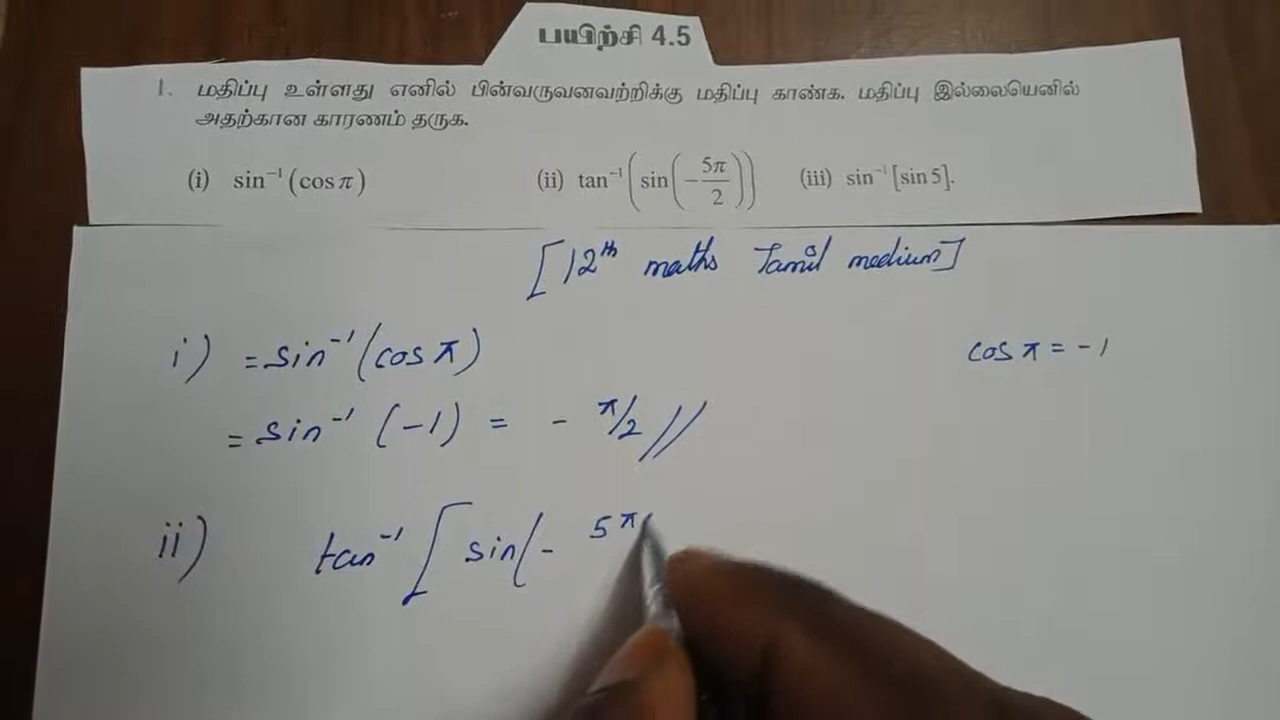 பயிற்சி 4.5
1. மதிப்பு உள்ளது எனில் பின்வருவனவற்றிக்கு மதிப்பு காண்க. மதிப்பு இல்லையெனில்
அதற்கான காரணம் தருக.
(i) sin⁻¹(cos π) (ii) tan⁻¹(sin(-5π/2)) (iii) sin⁻¹[sin 5].
[12th maths Tamil medium]
i) = sin⁻¹(cos π) cos π = -1
= sin⁻¹ (-1) = - π/2 //
ii) tan⁻¹ [sin(- 5π